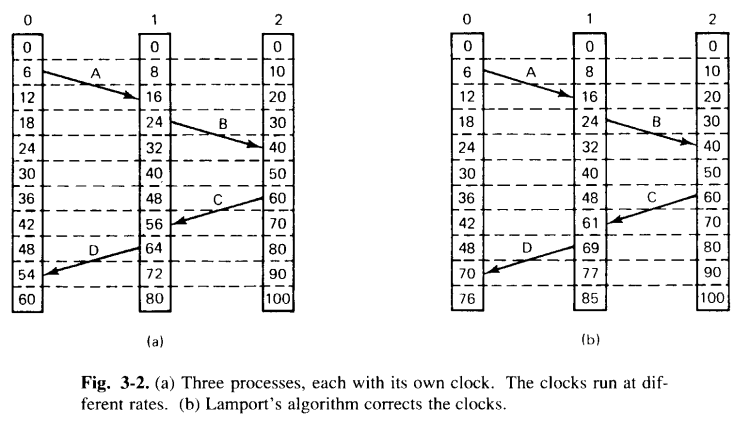 0 1 2 0 1 2
0 0 0 0 0 0
6 A 8 10 6 A 8 10
12 16 20 12 16 20
18 24 B 30 18 24 B 30
24 32 40 24 32 40
30 40 50 30 40 50
36 48 C 60 36 48 C 60
42 56 70 42 61 70
48 D 64 80 48 D 69 80
54 72 90 70 77 90
60 80 100 76 85 100
(a) (b)
Fig. 3-2. (a) Three processes, each with its own clock. The clocks run at dif-
ferent rates. (b) Lamport's algorithm corrects the clocks.